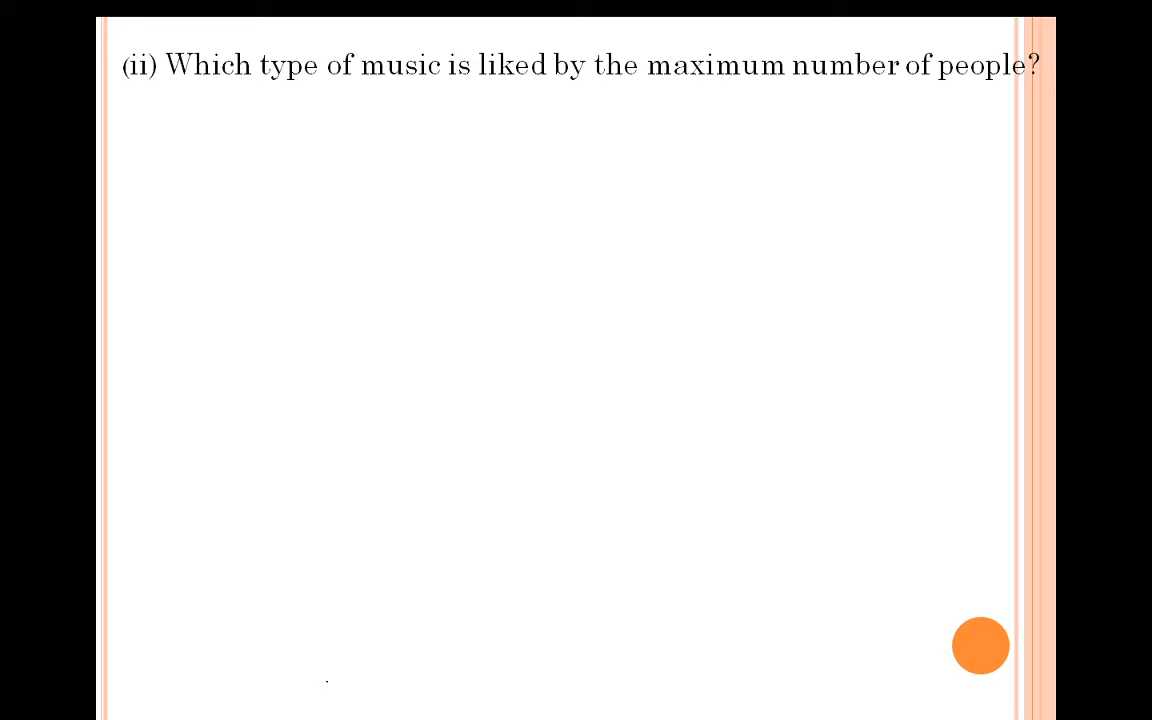 (ii) Which type of music is liked by the maximum number of people?